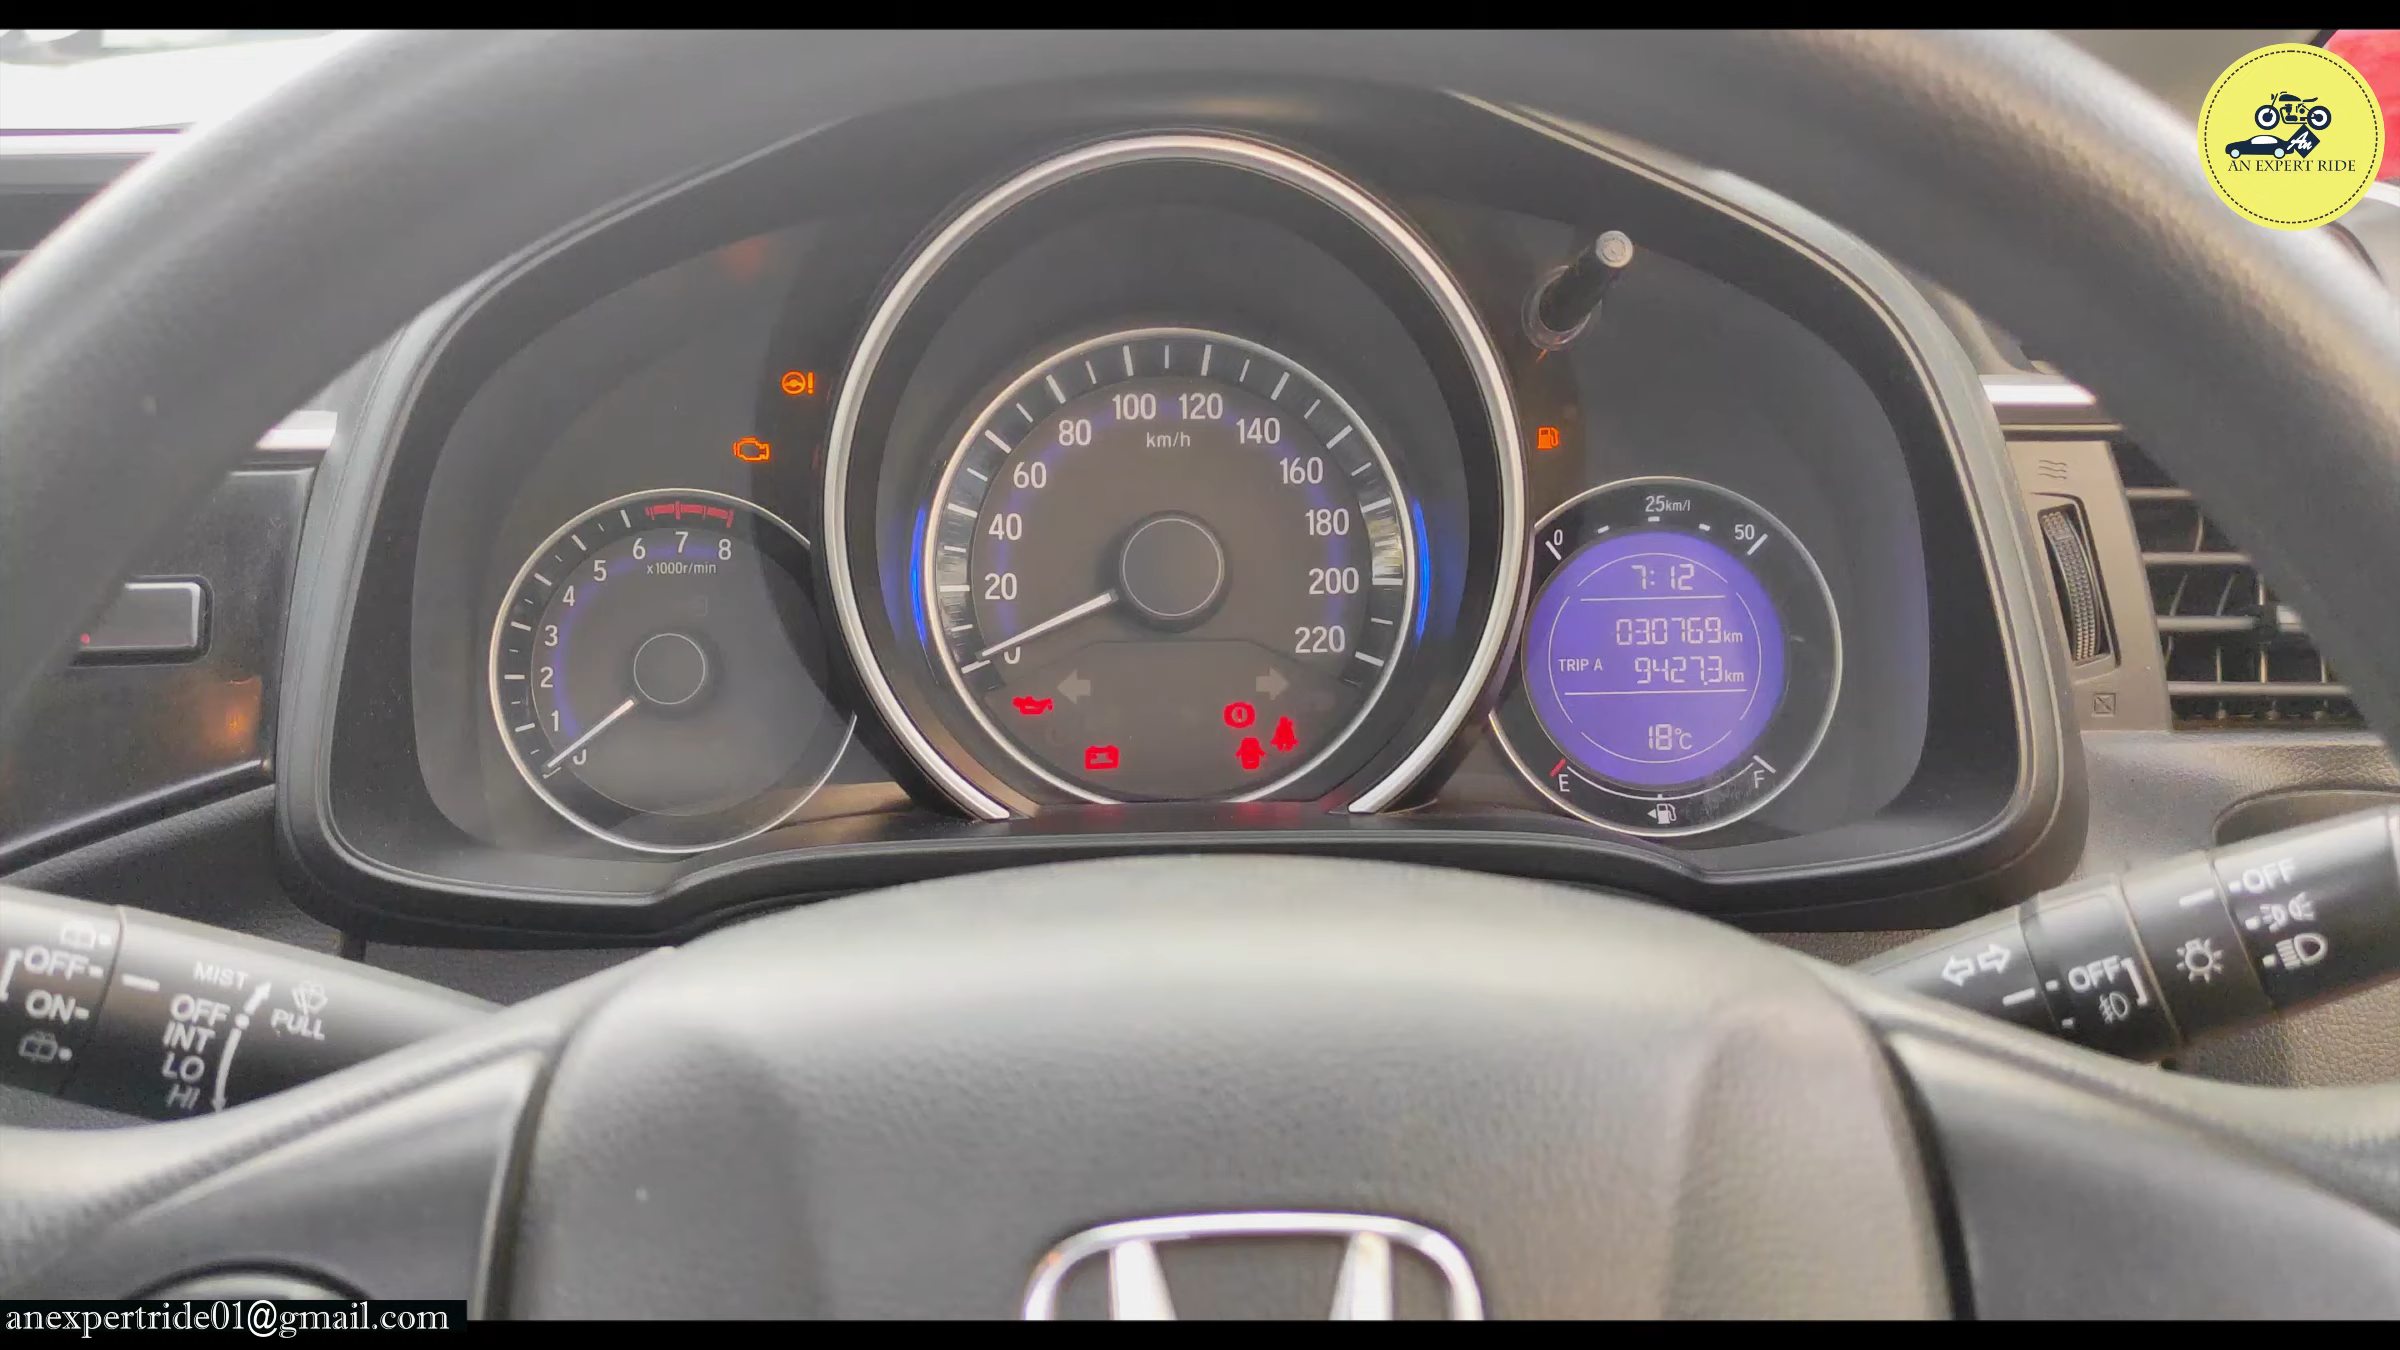 AN EXPERT RIDE
100 120
80 km/h 140
60 160
40 180
20 200
0 220
6 7 8
x1000r/min
5
4
3
2
1
0
25km/l
0 50
7:12
030769km
TRIP A 9427.3km
18°C
E F
OFF
ON
MIST
OFF
INT
LO
HI
PULL
OFF
OFF
anexpertride01@gmail.com